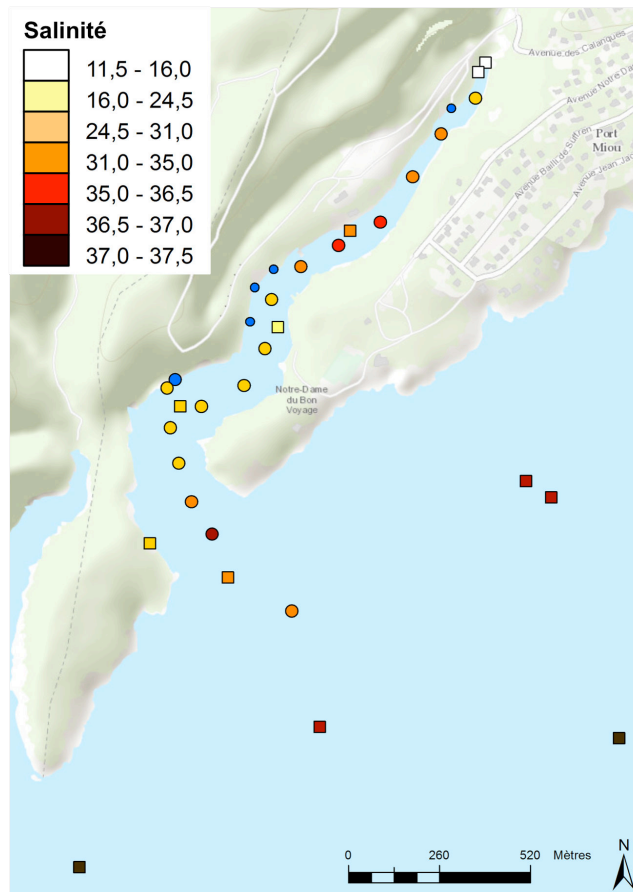 Salinité
11,5 - 16,0
16,0 - 24,5
24,5 - 31,0
31,0 - 35,0
35,0 - 36,5
36,5 - 37,0
37,0 - 37,5
Avenue des Calanques
Avenue Notre Da
Port
Miou
Avenue Bailli de Suffren
Avenue Jean Jac
Notre-Dame
du Bon
Voyage
N
0 260 520 Mètres